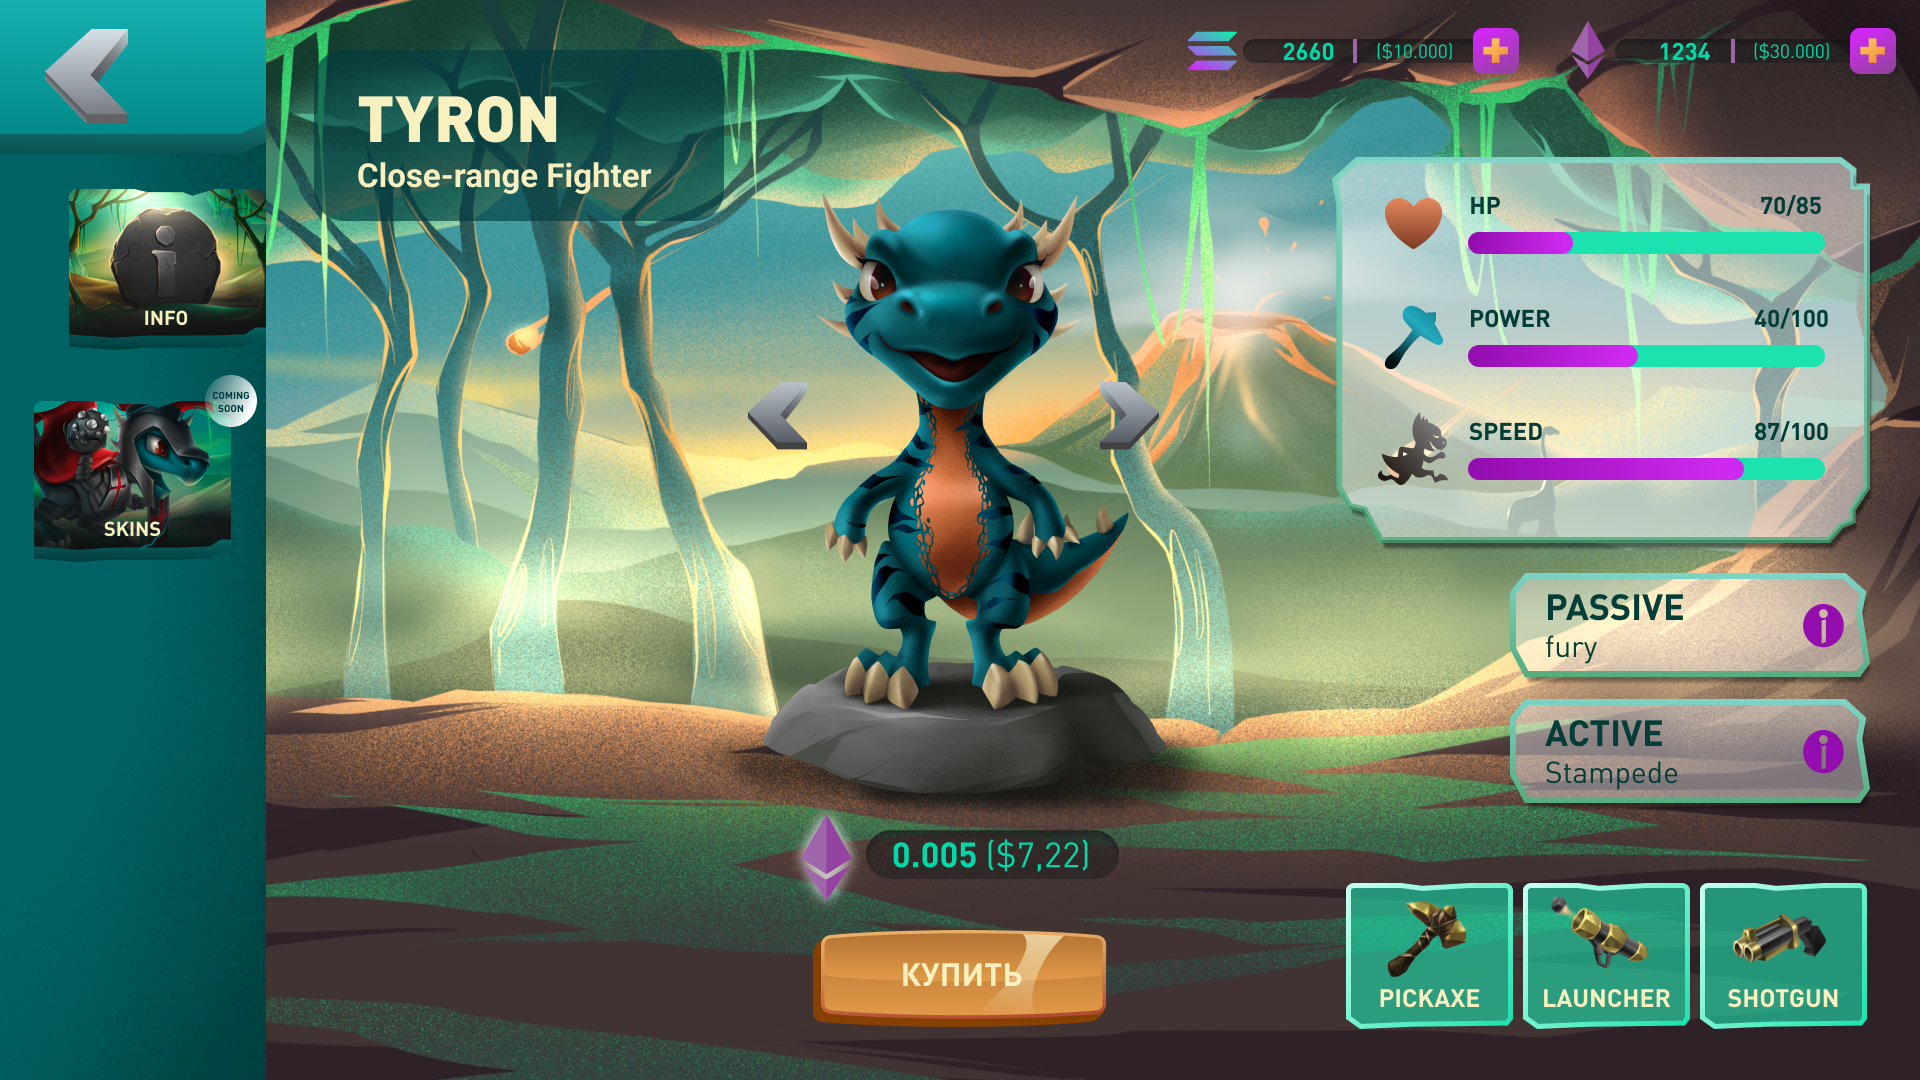 2660 | ($10.000)
1234 | ($30.000)
TYRON
Close-range Fighter
INFO
COMING
SOON
SKINS
HP 70/85
POWER 40/100
SPEED 87/100
PASSIVE
fury
ACTIVE
Stampede
0.005 ($7,22)
КУПИТЬ
PICKAXE
LAUNCHER
SHOTGUN